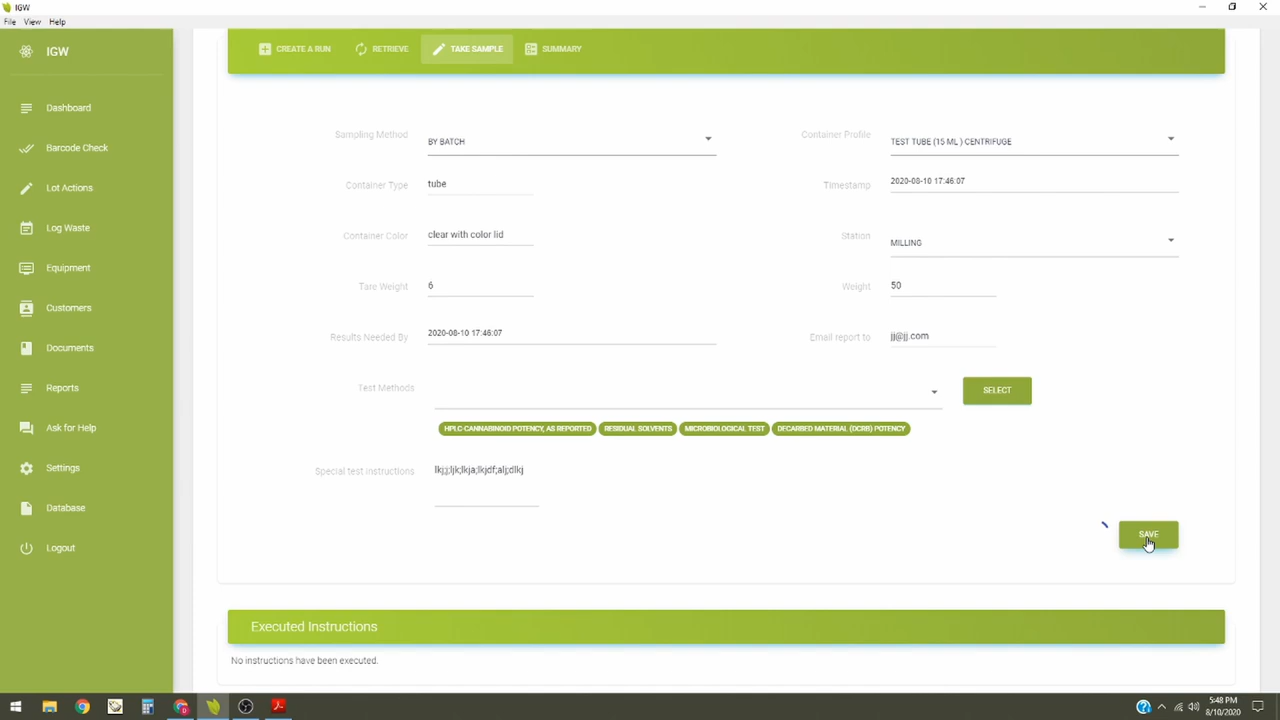 IGW
File View Help
IGW
Dashboard
Barcode Check
Lot Actions
Log Waste
Equipment
Customers
Documents
Reports
Ask for Help
Settings
Database
Logout
CREATE A RUN RETRIEVE TAKE SAMPLE SUMMARY
Sampling Method BY BATCH Container Profile TEST TUBE (15 ML ) CENTRIFUGE
Container Type tube Timestamp 2020-08-10 17:46:07
Container Color clear with color lid Station MILLING
Tare Weight 6 Weight 50
Results Needed By 2020-08-10 17:46:07 Email report to jj@jj.com
Test Methods SELECT
HPLC CANNABINOID POTENCY, AS REPORTED RESIDUAL SOLVENTS MICROBIOLOGICAL TEST DECARBED MATERIAL (DCRB) POTENCY
Special test instructions lkj;j;ljk;lkja;lkjdf;alj;dlkj
SAVE
Executed Instructions
No instructions have been executed.
5:48 PM
8/10/2020